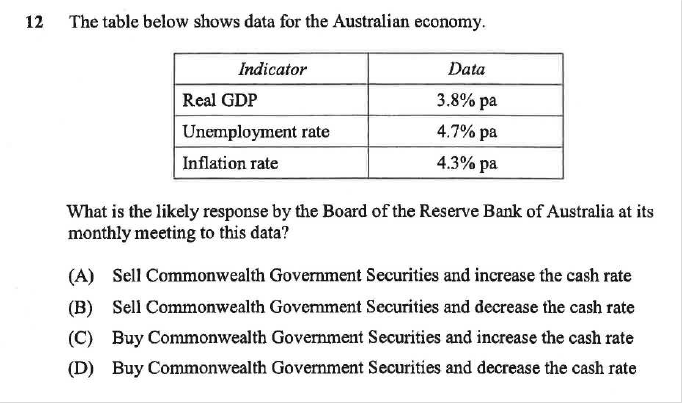 12 The table below shows data for the Australian economy.
Indicator Data
Real GDP 3.8% pa
Unemployment rate 4.7% pa
Inflation rate 4.3% pa
What is the likely response by the Board of the Reserve Bank of Australia at its
monthly meeting to this data?
(A) Sell Commonwealth Government Securities and increase the cash rate
(B) Sell Commonwealth Government Securities and decrease the cash rate
(C) Buy Commonwealth Government Securities and increase the cash rate
(D) Buy Commonwealth Government Securities and decrease the cash rate